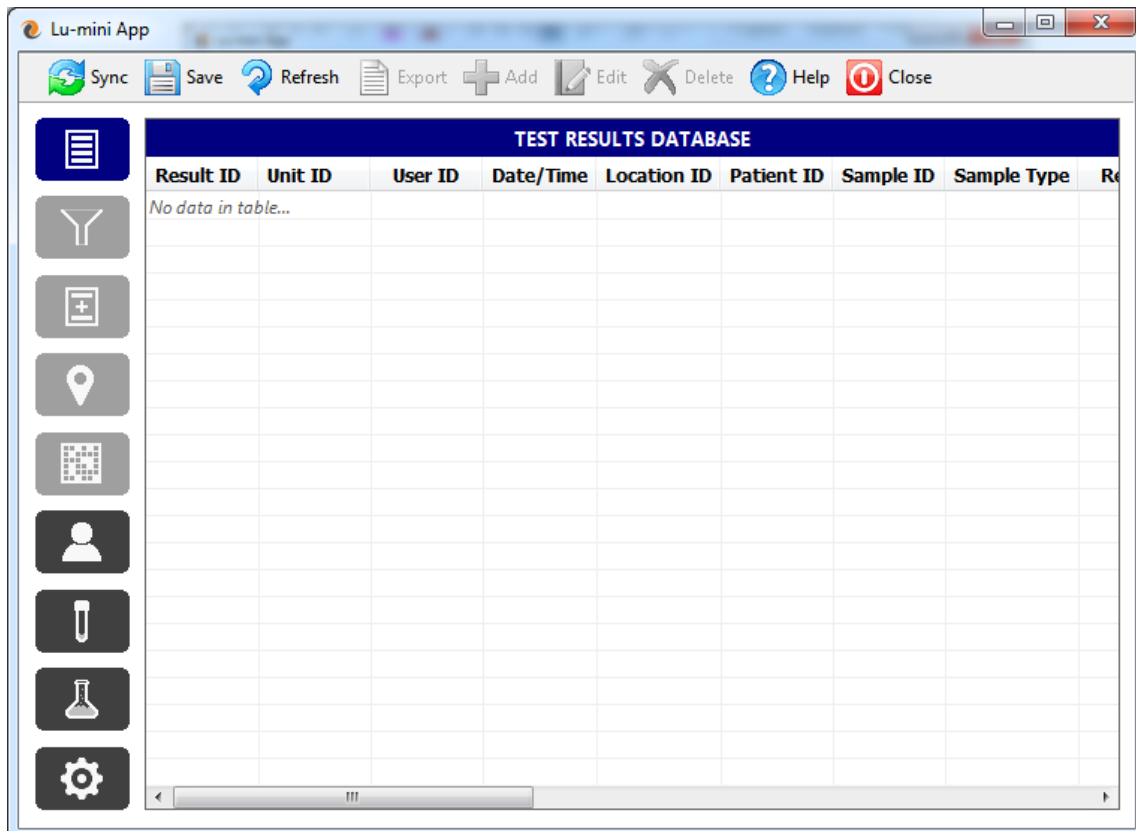 Lu-mini App
Sync Save Refresh Export Add Edit Delete Help Close
TEST RESULTS DATABASE
Result ID Unit ID User ID Date/Time Location ID Patient ID Sample ID Sample Type Re
No data in table...